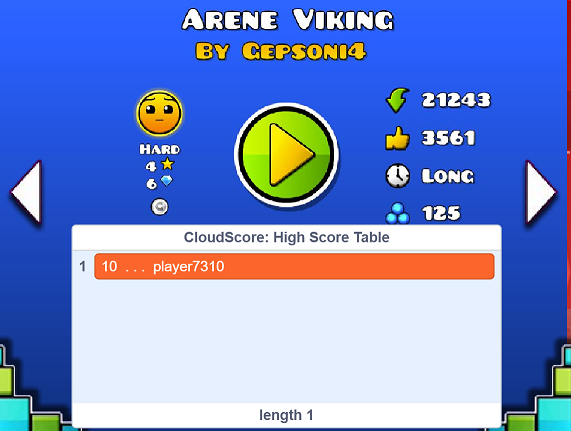 Arene Viking
By Gepsoni4
21243
Hard
3561
4
6
Long
125
CloudScore: High Score Table
1 10 . . . player7310
length 1